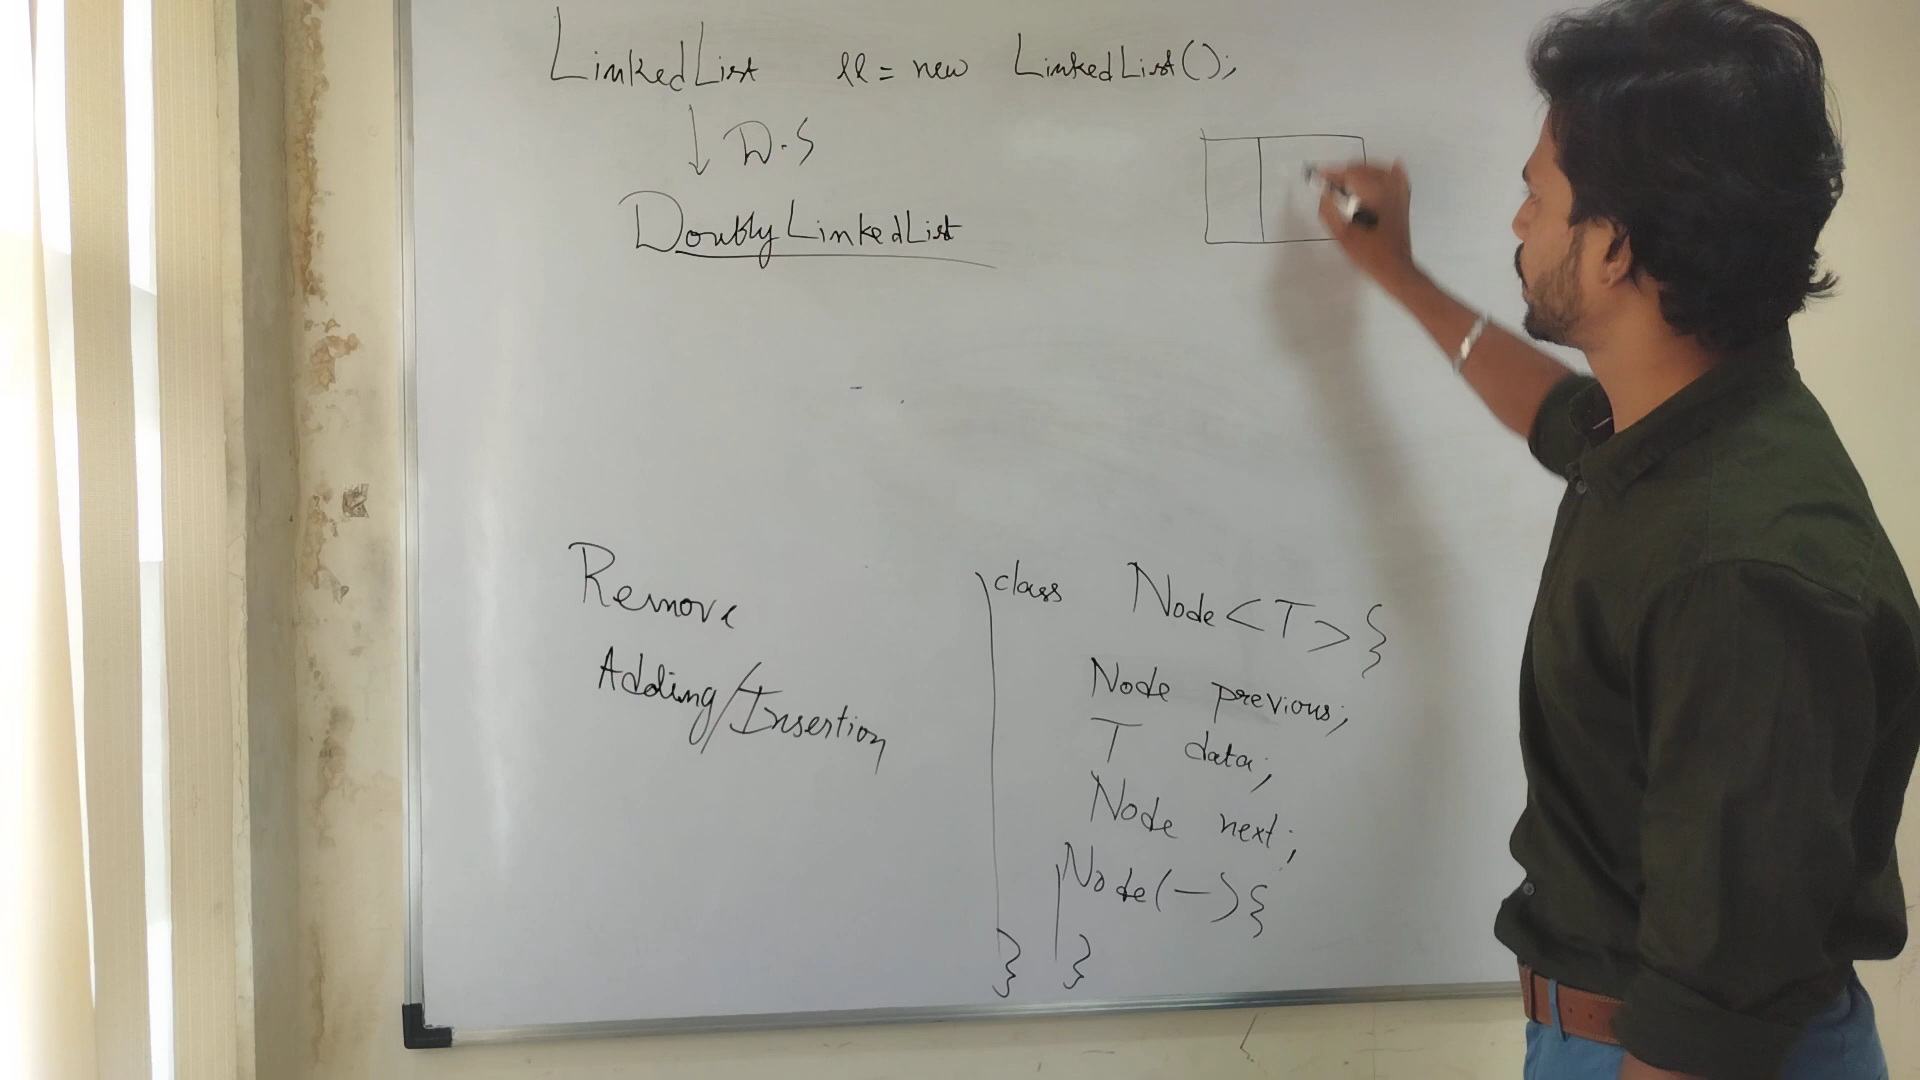 LinkedList ll = new LinkedList();
D.S
DoublyLinkedList
Remove
Adding/Insertion
class Node<T>{
Node previous;
T data;
Node next;
Node(-){
}
}